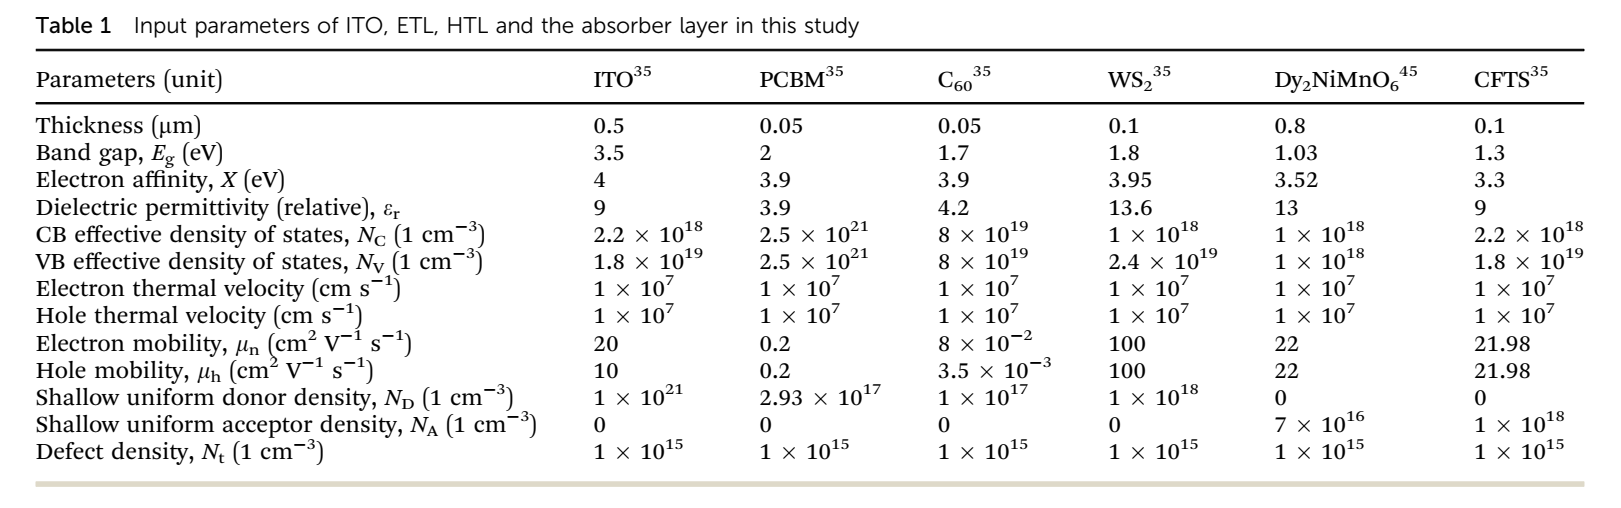 Table 1 Input parameters of ITO, ETL, HTL and the absorber layer in this study
Parameters (unit) ITO³⁵ PCBM³⁵ C₆₀³⁵ WS₂³⁵ Dy₂NiMnO₆⁴⁵ CFTS³⁵
Thickness (μm) 0.5 0.05 0.05 0.1 0.8 0.1
Band gap, E_g (eV) 3.5 2 1.7 1.8 1.03 1.3
Electron affinity, X (eV) 4 3.9 3.9 3.95 3.52 3.3
Dielectric permittivity (relative), ε_r 9 3.9 4.2 13.6 13 9
CB effective density of states, N_C (1 cm⁻³) 2.2 × 10¹⁸ 2.5 × 10²¹ 8 × 10¹⁹ 1 × 10¹⁸ 1 × 10¹⁸ 2.2 × 10¹⁸
VB effective density of states, N_V (1 cm⁻³) 1.8 × 10¹⁹ 2.5 × 10²¹ 8 × 10¹⁹ 2.4 × 10¹⁹ 1 × 10¹⁸ 1.8 × 10¹⁹
Electron thermal velocity (cm s⁻¹) 1 × 10⁷ 1 × 10⁷ 1 × 10⁷ 1 × 10⁷ 1 × 10⁷ 1 × 10⁷
Hole thermal velocity (cm s⁻¹) 1 × 10⁷ 1 × 10⁷ 1 × 10⁷ 1 × 10⁷ 1 × 10⁷ 1 × 10⁷
Electron mobility, μₙ (cm² V⁻¹ s⁻¹) 20 0.2 8 × 10⁻² 100 22 21.98
Hole mobility, μₕ (cm² V⁻¹ s⁻¹) 10 0.2 3.5 × 10⁻³ 100 22 21.98
Shallow uniform donor density, N_D (1 cm⁻³) 1 × 10²¹ 2.93 × 10¹⁷ 1 × 10¹⁷ 1 × 10¹⁸ 0 0
Shallow uniform acceptor density, N_A (1 cm⁻³) 0 0 0 0 7 × 10¹⁶ 1 × 10¹⁸
Defect density, N_t (1 cm⁻³) 1 × 10¹⁵ 1 × 10¹⁵ 1 × 10¹⁵ 1 × 10¹⁵ 1 × 10¹⁵ 1 × 10¹⁵